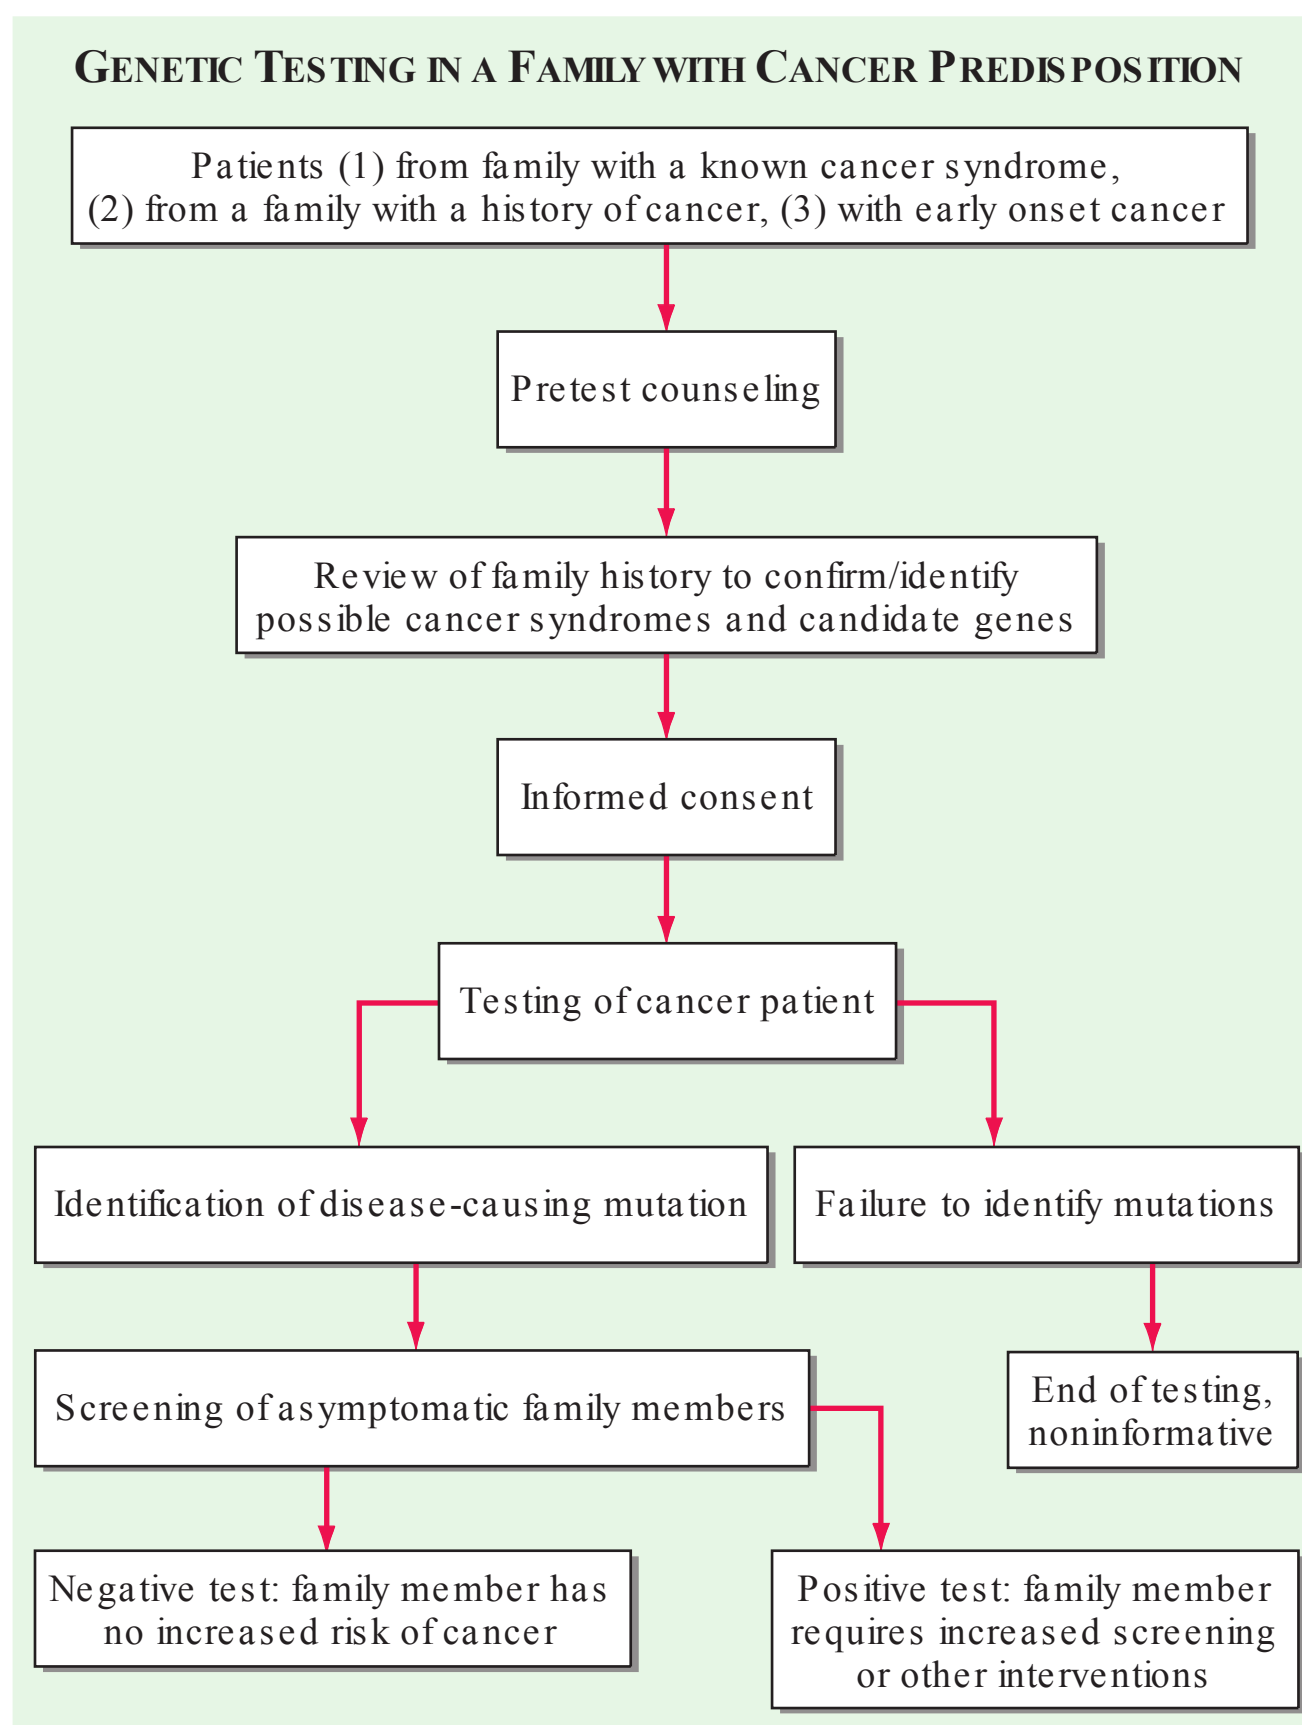 GENETIC TESTING IN A FAMILY WITH CANCER PREDISPOSITION
Patients (1) from family with a known cancer syndrome,
(2) from a family with a history of cancer, (3) with early onset cancer
Pretest counseling
Review of family history to confirm/identify
possible cancer syndromes and candidate genes
Informed consent
Testing of cancer patient
Identification of disease-causing mutation
Failure to identify mutations
Screening of asymptomatic family members
End of testing,
noninformative
Negative test: family member has
no increased risk of cancer
Positive test: family member
requires increased screening
or other interventions